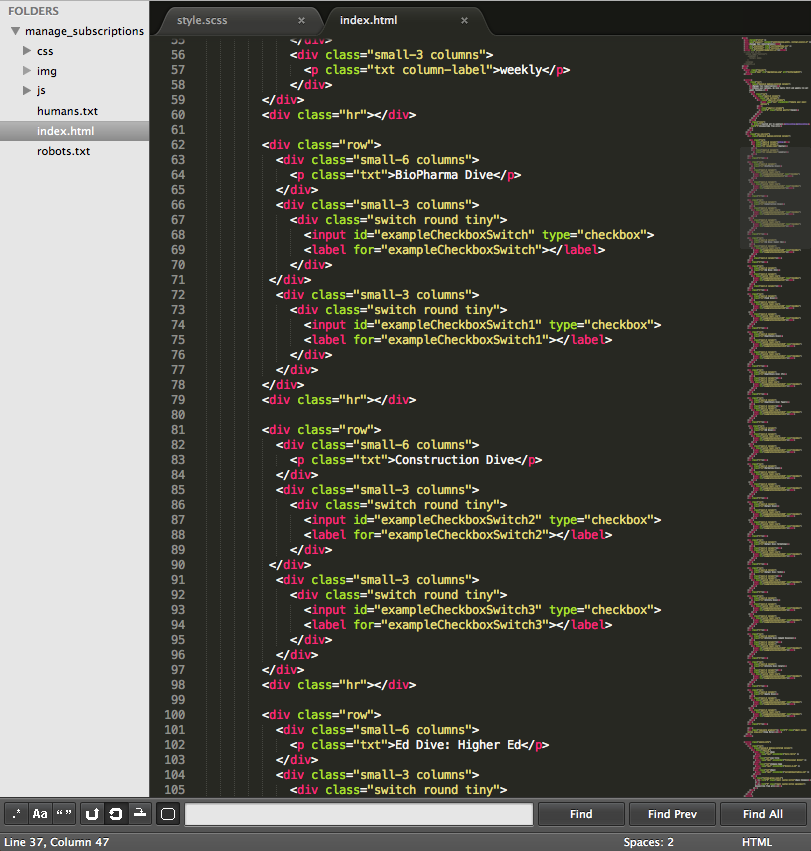 FOLDERS
manage_subscriptions
css
img
js
humans.txt
index.html
robots.txt
style.scss ×
index.html ×
55 </div>
56 <div class="small-3 columns">
57 <p class="txt column-label">weekly</p>
58 </div>
59 </div>
60 <div class="hr"></div>
61
62 <div class="row">
63 <div class="small-6 columns">
64 <p class="txt">BioPharma Dive</p>
65 </div>
66 <div class="small-3 columns">
67 <div class="switch round tiny">
68 <input id="exampleCheckboxSwitch" type="checkbox">
69 <label for="exampleCheckboxSwitch"></label>
70 </div>
71 </div>
72 <div class="small-3 columns">
73 <div class="switch round tiny">
74 <input id="exampleCheckboxSwitch1" type="checkbox">
75 <label for="exampleCheckboxSwitch1"></label>
76 </div>
77 </div>
78 </div>
79 <div class="hr"></div>
80
81 <div class="row">
82 <div class="small-6 columns">
83 <p class="txt">Construction Dive</p>
84 </div>
85 <div class="small-3 columns">
86 <div class="switch round tiny">
87 <input id="exampleCheckboxSwitch2" type="checkbox">
88 <label for="exampleCheckboxSwitch2"></label>
89 </div>
90 </div>
91 <div class="small-3 columns">
92 <div class="switch round tiny">
93 <input id="exampleCheckboxSwitch3" type="checkbox">
94 <label for="exampleCheckboxSwitch3"></label>
95 </div>
96 </div>
97 </div>
98 <div class="hr"></div>
99
100 <div class="row">
101 <div class="small-6 columns">
102 <p class="txt">Ed Dive: Higher Ed</p>
103 </div>
104 <div class="small-3 columns">
105 <div class="switch round tiny">
.* Aa “” Find Find Prev Find All
Line 37, Column 47 Spaces: 2 HTML